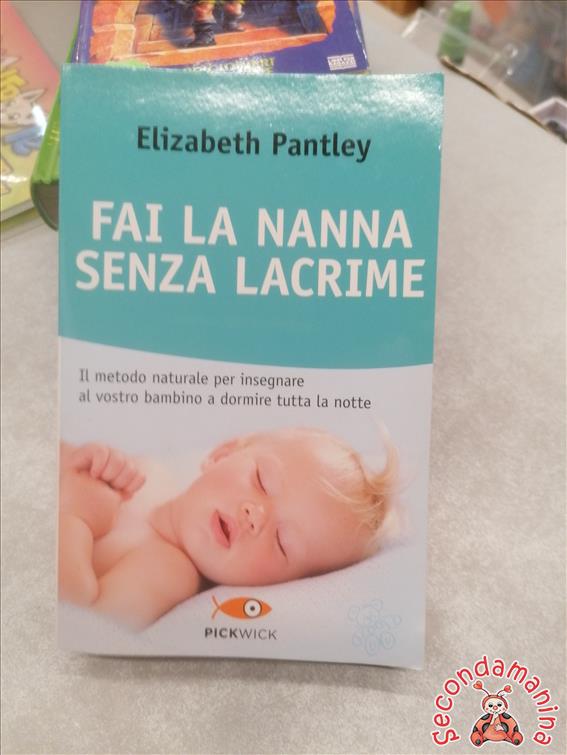 Elizabeth Pantley
FAI LA NANNA
SENZA LACRIME
Il metodo naturale per insegnare
al vostro bambino a dormire tutta la notte
PICKWICK
Secondamanina